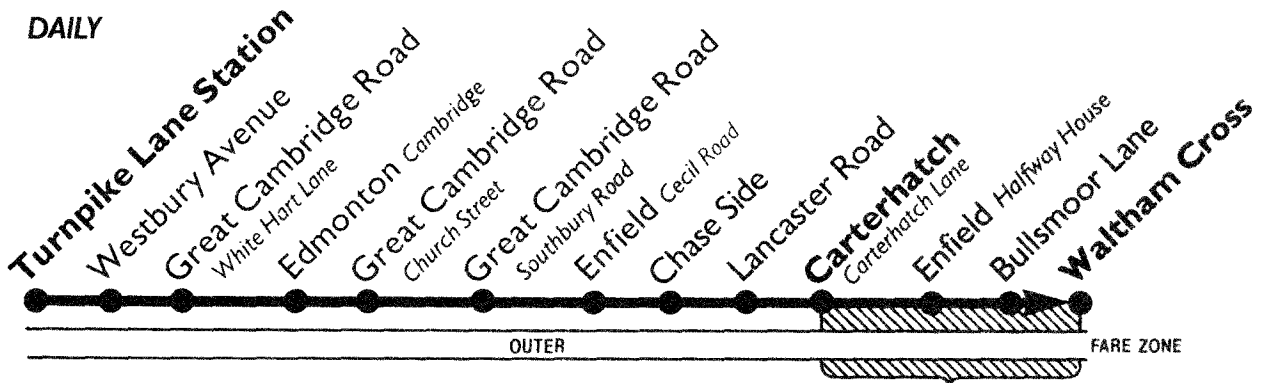 DAILY
Turnpike Lane Station
Westbury Avenue
Great Cambridge Road
White Hart Lane
Edmonton Cambridge
Great Cambridge Road
Church Street
Great Cambridge Road
Southbury Road
Enfield Cecil Road
Chase Side
Lancaster Road
Carterhatch
Carterhatch Lane
Enfield Halfway House
Bullsmoor Lane
Waltham Cross
OUTER
FARE ZONE